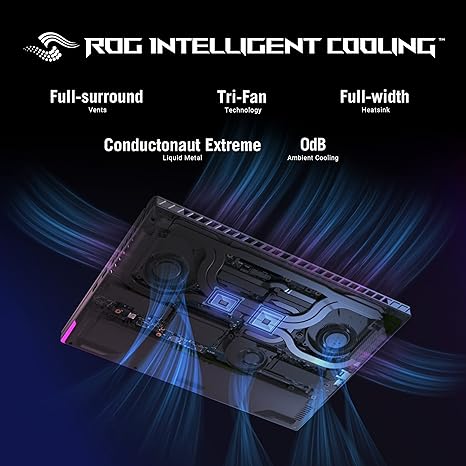 ROG INTELLIGENT COOLING™
Full-surround
Vents
Tri-Fan
Technology
Full-width
Heatsink
Conductonaut Extreme
Liquid Metal
0dB
Ambient Cooling